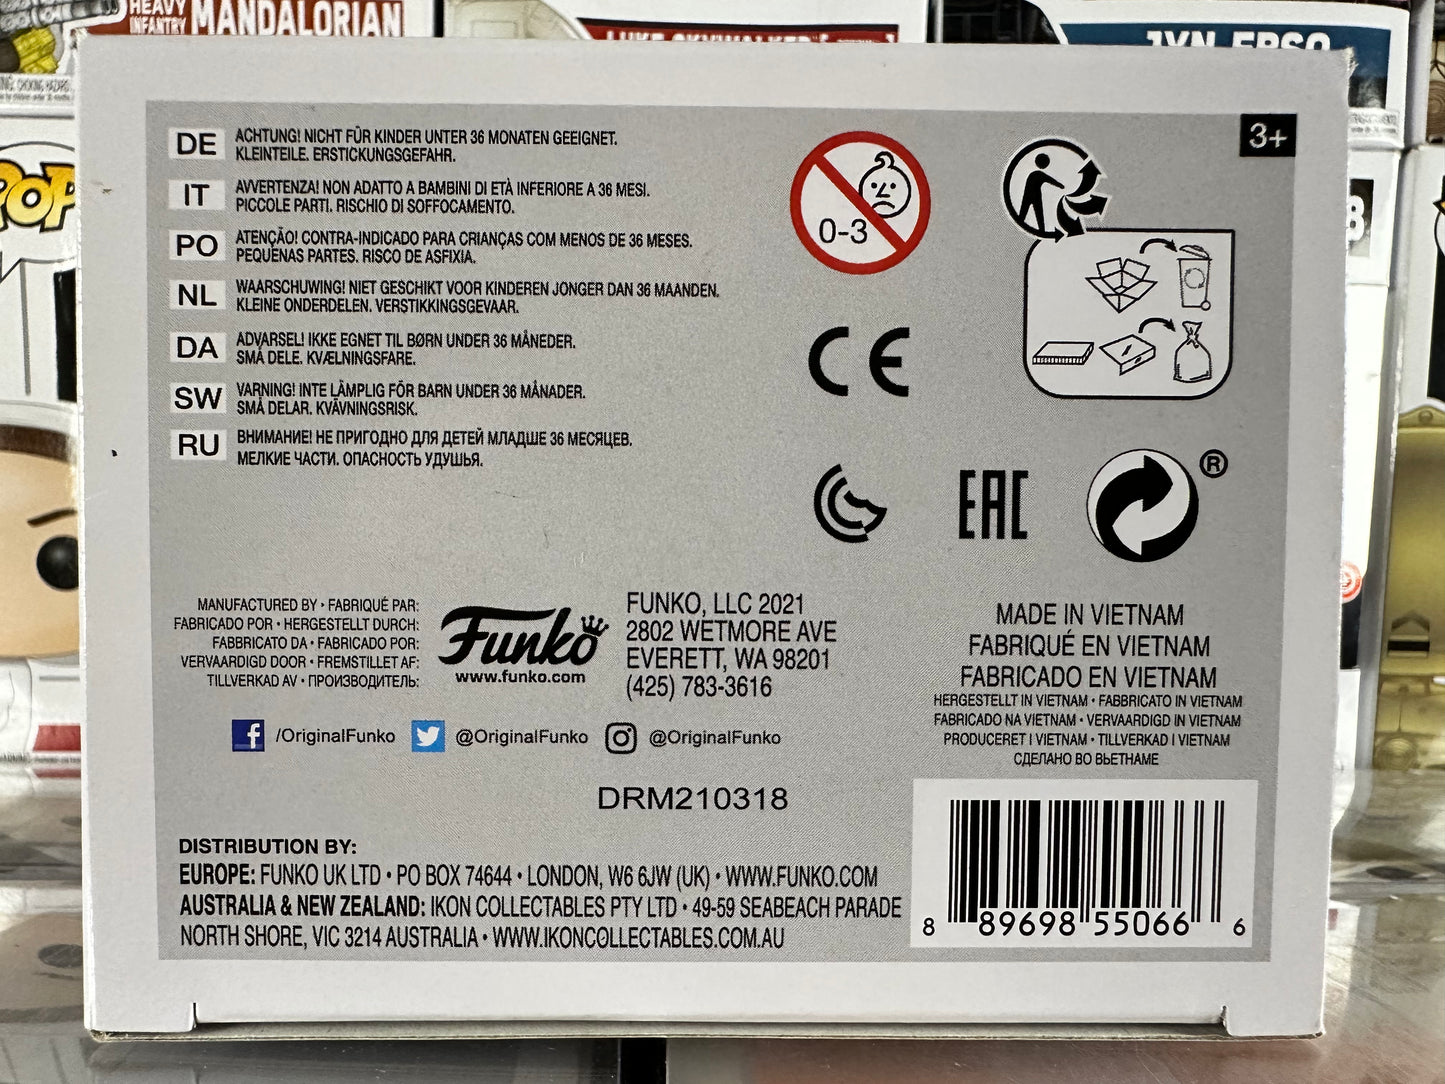 HEAVY
INFANTRY MANDALORIAN
LUKE SKYWALKER
JYN ERSO
POP
3+
DE ACHTUNG! NICHT FÜR KINDER UNTER 36 MONATEN GEEIGNET.
KLEINTEILE. ERSTICKUNGSGEFAHR.
IT AVVERTENZA! NON ADATTO A BAMBINI DI ETÀ INFERIORE A 36 MESI.
PICCOLE PARTI. RISCHIO DI SOFFOCAMENTO.
PO ATENÇÃO! CONTRA-INDICADO PARA CRIANÇAS COM MENOS DE 36 MESES.
PEQUENAS PARTES. RISCO DE ASFIXIA.
NL WAARSCHUWING! NIET GESCHIKT VOOR KINDEREN JONGER DAN 36 MAANDEN.
KLEINE ONDERDELEN. VERSTIKKINGSGEVAAR.
DA ADVARSEL! IKKE EGNET TIL BØRN UNDER 36 MÅNEDER.
SMÅ DELE. KVÆLNINGSFARE.
SW VARNING! INTE LÄMPLIG FÖR BARN UNDER 36 MÅNADER.
SMÅ DELAR. KVÄVNINGSRISK.
RU ВНИМАНИЕ! НЕ ПРИГОДНО ДЛЯ ДЕТЕЙ МЛАДШЕ 36 МЕСЯЦЕВ.
МЕЛКИЕ ЧАСТИ. ОПАСНОСТЬ УДУШЬЯ.
0-3
CE
EAC
®
MANUFACTURED BY • FABRIQUÉ PAR:
FABRICADO POR • HERGESTELLT DURCH:
FABBRICATO DA • FABRICADO POR:
VERVAARDIGD DOOR • FREMSTILLET AF:
TILLVERKAD AV • ПРОИЗВОДИТЕЛЬ:
Funko
www.funko.com
FUNKO, LLC 2021
2802 WETMORE AVE
EVERETT, WA 98201
(425) 783-3616
MADE IN VIETNAM
FABRIQUÉ EN VIETNAM
FABRICADO EN VIETNAM
HERGESTELLT IN VIETNAM • FABBRICATO IN VIETNAM
FABRICADO NA VIETNAM • VERVAARDIGD IN VIETNAM
PRODUCERET I VIETNAM • TILLVERKAD I VIETNAM
СДЕЛАНО ВО ВЬЕТНАМЕ
f /OriginalFunko @OriginalFunko @OriginalFunko
DRM210318
DISTRIBUTION BY:
EUROPE: FUNKO UK LTD • PO BOX 74644 • LONDON, W6 6JW (UK) • WWW.FUNKO.COM
AUSTRALIA & NEW ZEALAND: IKON COLLECTABLES PTY LTD • 49-59 SEABEACH PARADE
NORTH SHORE, VIC 3214 AUSTRALIA • WWW.IKONCOLLECTABLES.COM.AU
8 89698 55066 6